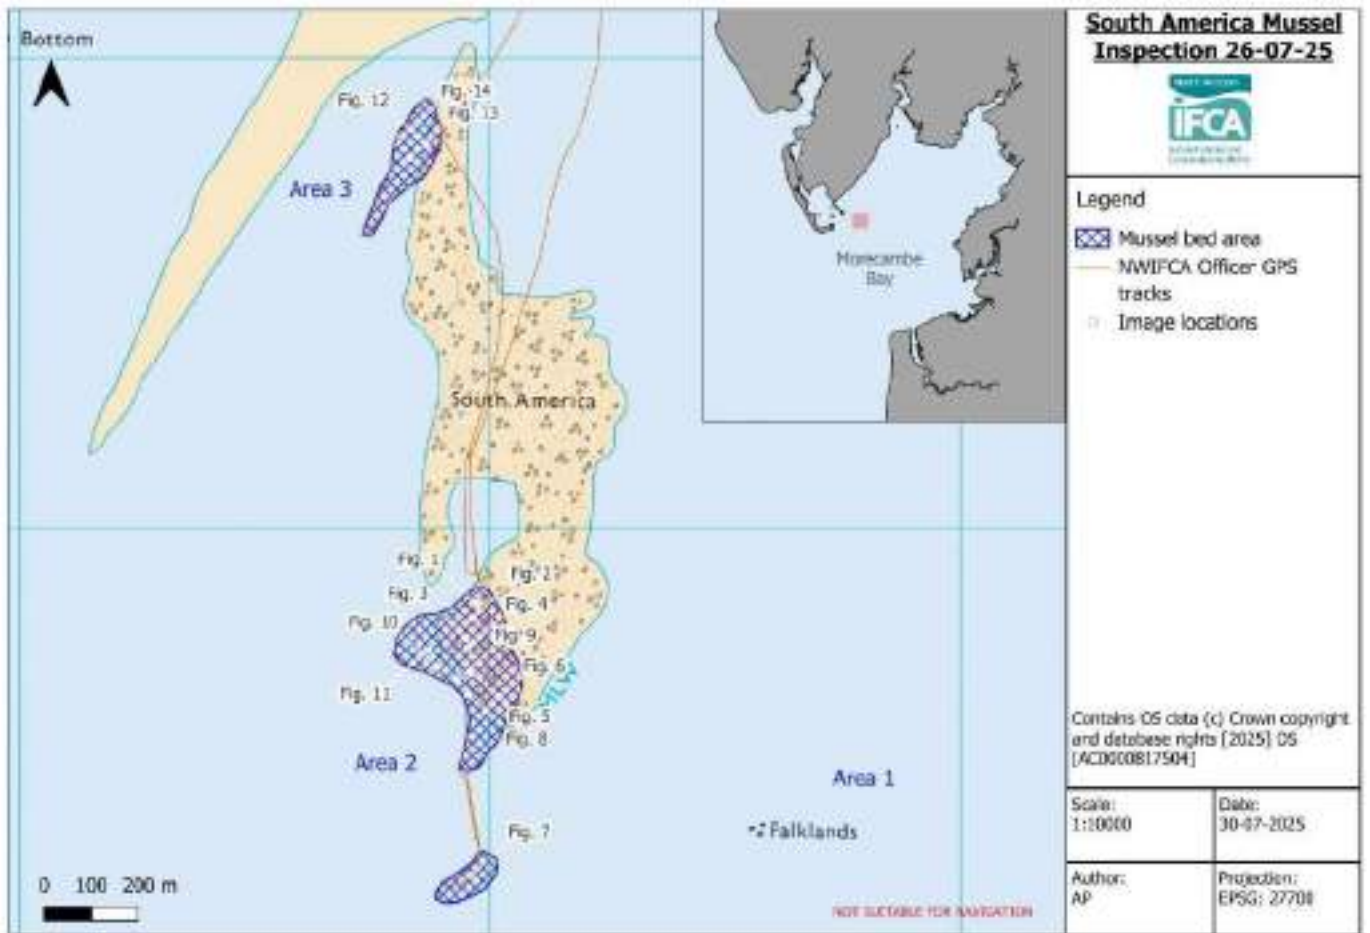 Bottom
Fig. 12
Fig. 14
Fig. 13
Area 3
South America
Fig. 1
Fig. 2
Fig. 3
Fig. 4
Fig. 10
Fig. 9
Fig. 6
Fig. 11
MLW
Fig. 5
Fig. 8
Area 2
Area 1
Fig. 7
Falklands
0 100 200 m
NOT SUITABLE FOR NAVIGATION
Morecambe
Bay
South America Mussel
Inspection 26-07-25
IFCA
Legend
Mussel bed area
NWIFCA Officer GPS
tracks
Image locations
Contains OS data (c) Crown copyright
and database rights [2025] OS
[AC0000817504]
Scale:
1:10000
Date:
30-07-2025
Author:
AP
Projection:
EPSG: 27700